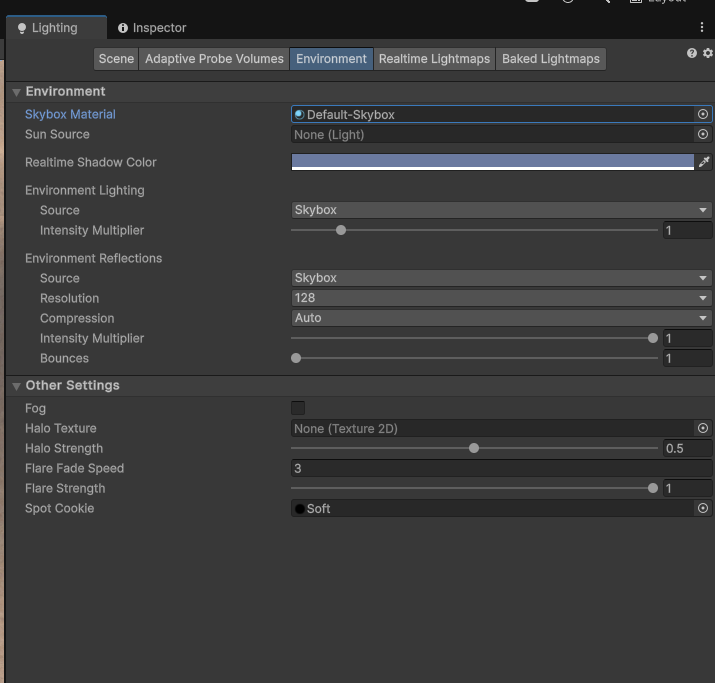 Layout
Lighting
Inspector
Scene Adaptive Probe Volumes Environment Realtime Lightmaps Baked Lightmaps
Environment
Skybox Material Default-Skybox
Sun Source None (Light)
Realtime Shadow Color
Environment Lighting
Source Skybox
Intensity Multiplier 1
Environment Reflections
Source Skybox
Resolution 128
Compression Auto
Intensity Multiplier 1
Bounces 1
Other Settings
Fog
Halo Texture None (Texture 2D)
Halo Strength 0.5
Flare Fade Speed 3
Flare Strength 1
Spot Cookie Soft